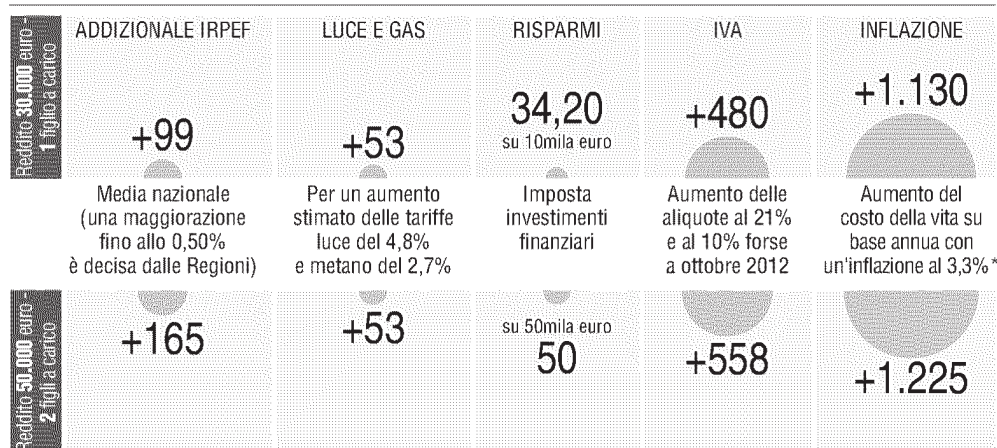 Reddito 30.000 euro -
1 figlio a carico
ADDIZIONALE IRPEF
+99
Media nazionale
(una maggiorazione
fino allo 0,50%
è decisa dalle Regioni)
LUCE E GAS
+53
Per un aumento
stimato delle tariffe
luce del 4,8%
e metano del 2,7%
RISPARMI
34,20
su 10mila euro
Imposta
investimenti
finanziari
IVA
+480
Aumento delle
aliquote al 21%
e al 10% forse
a ottobre 2012
INFLAZIONE
+1.130
Aumento del
costo della vita su
base annua con
un'inflazione al 3,3% *
Reddito 50.000 euro -
2 figli a carico
+165
+53
su 50mila euro
50
+558
+1.225